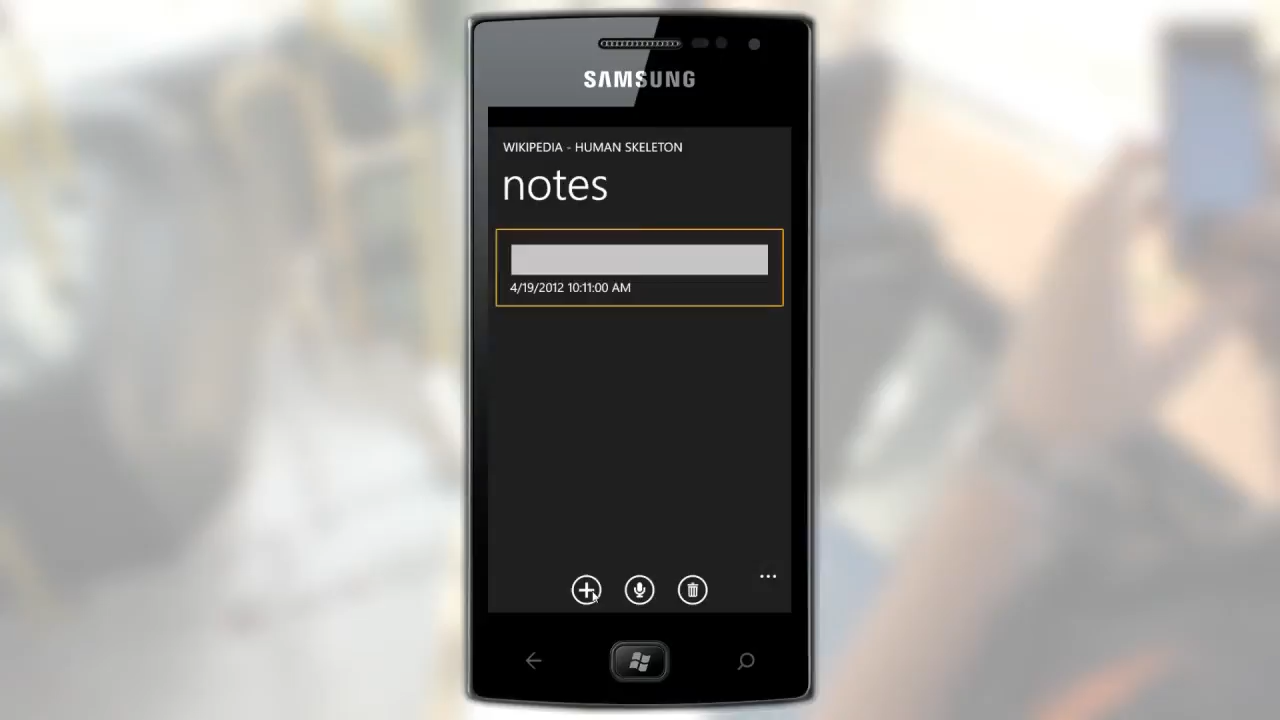 SAMSUNG
WIKIPEDIA - HUMAN SKELETON
notes
4/19/2012 10:11:00 AM